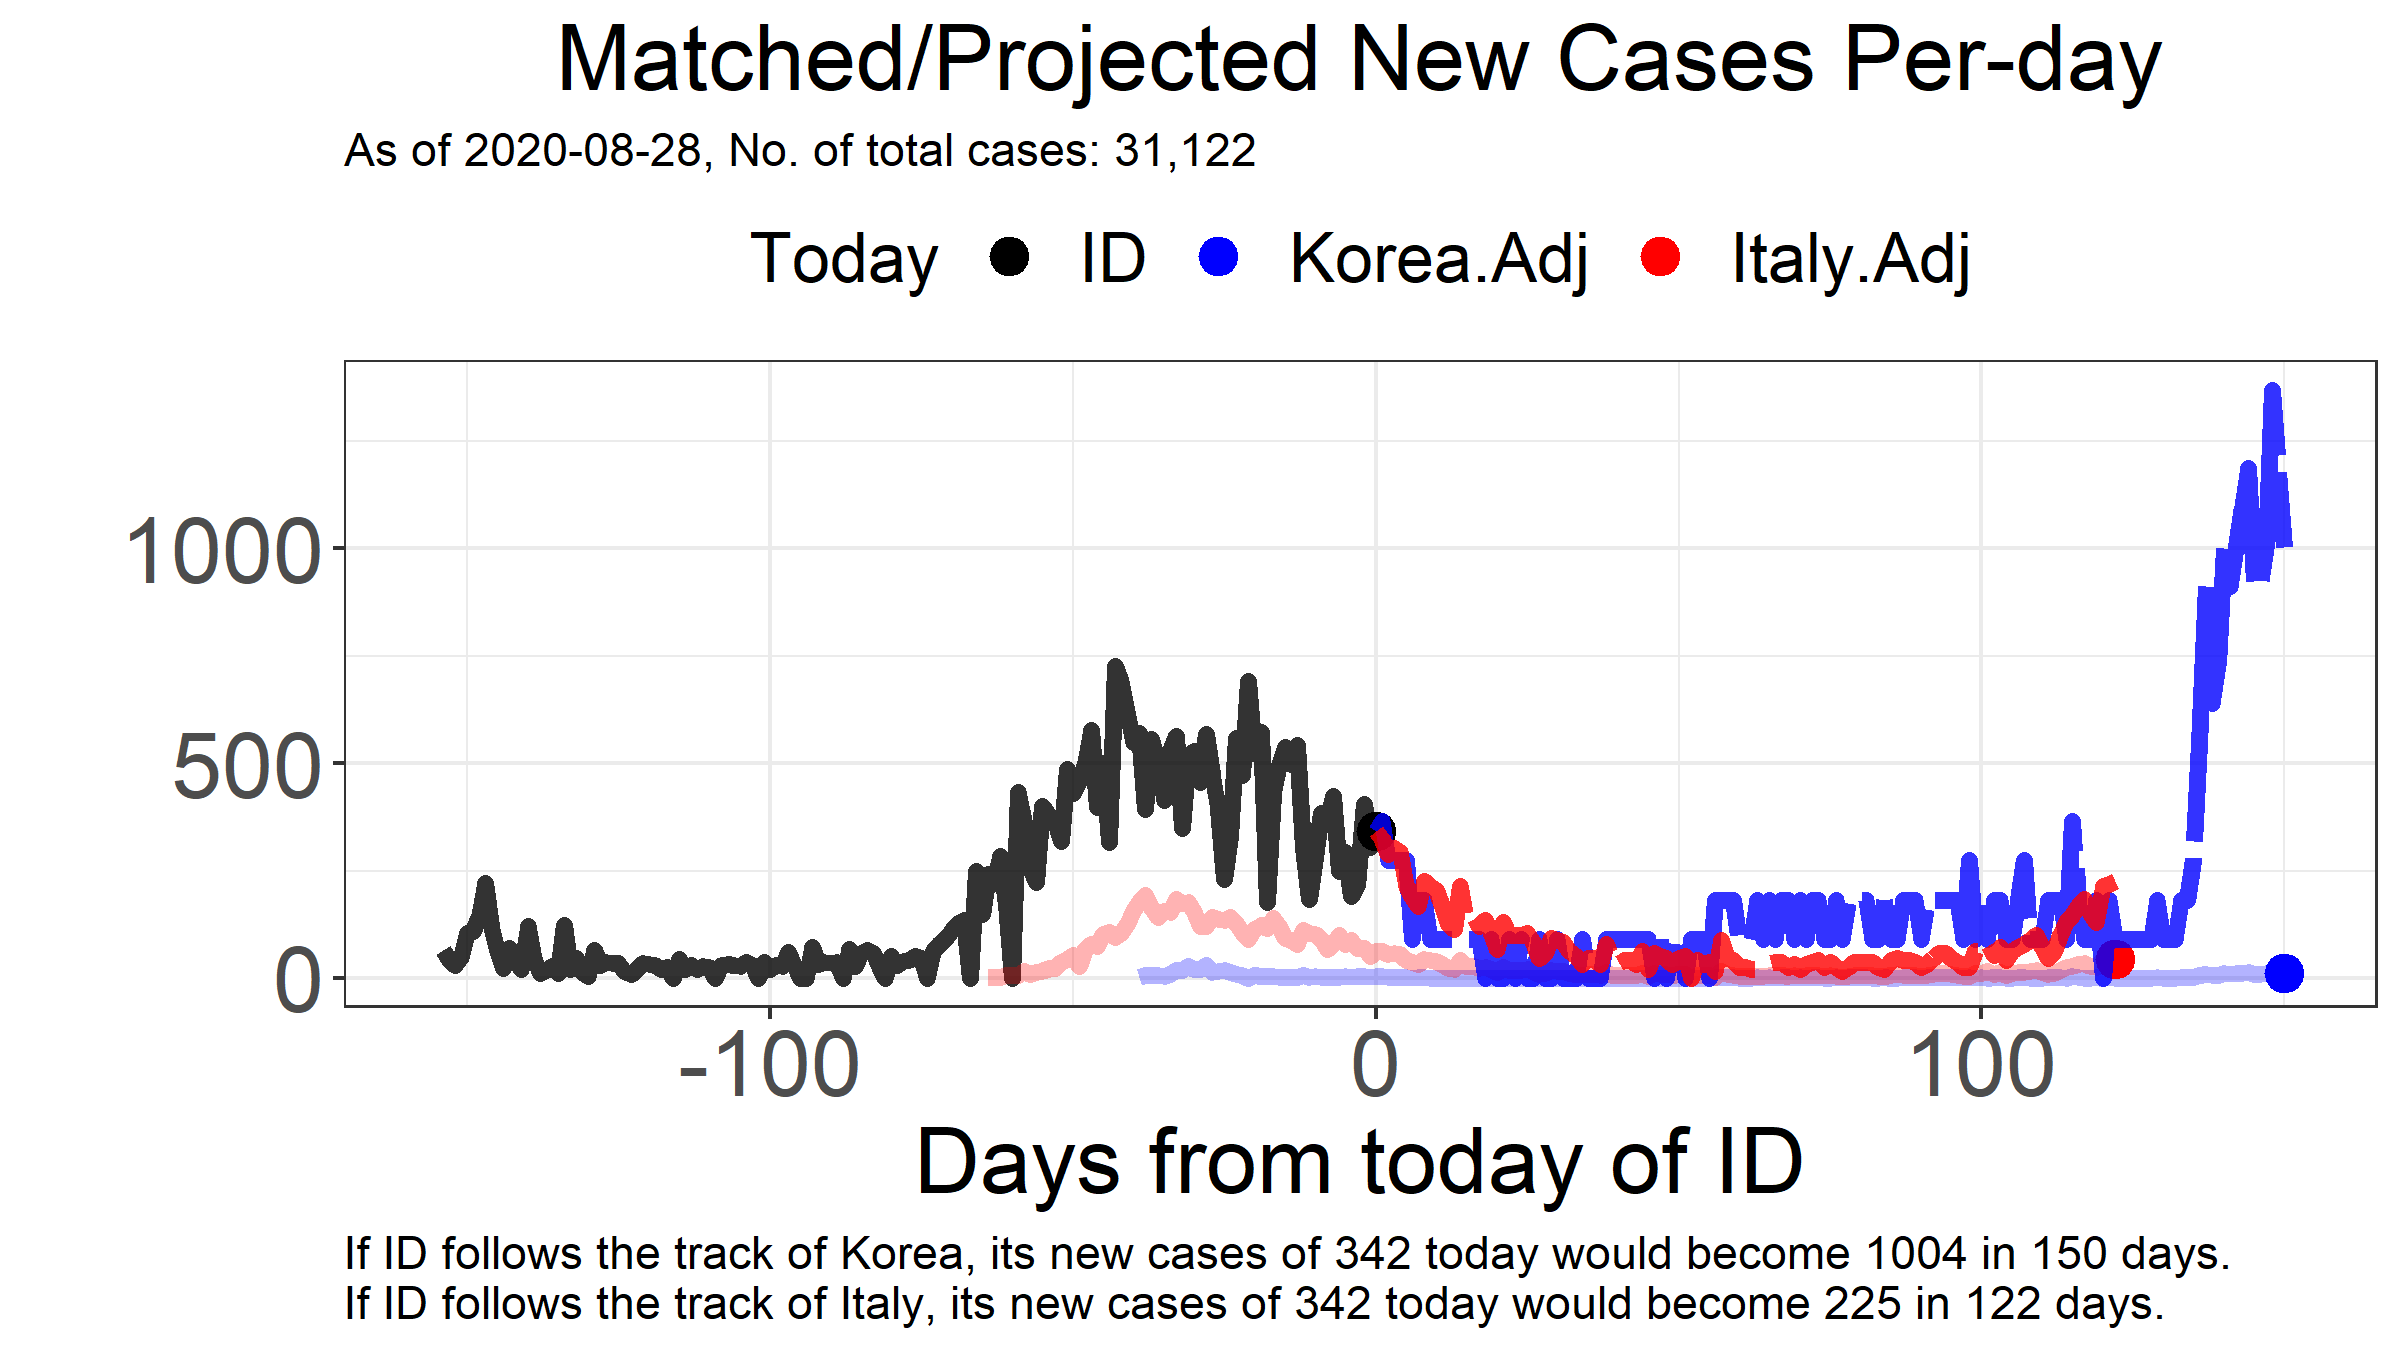 Matched/Projected New Cases Per-day
As of 2020-08-28, No. of total cases: 31,122
Today ID Korea.Adj Italy.Adj
1000
500
0
-100 0 100
Days from today of ID
If ID follows the track of Korea, its new cases of 342 today would become 1004 in 150 days.
If ID follows the track of Italy, its new cases of 342 today would become 225 in 122 days.